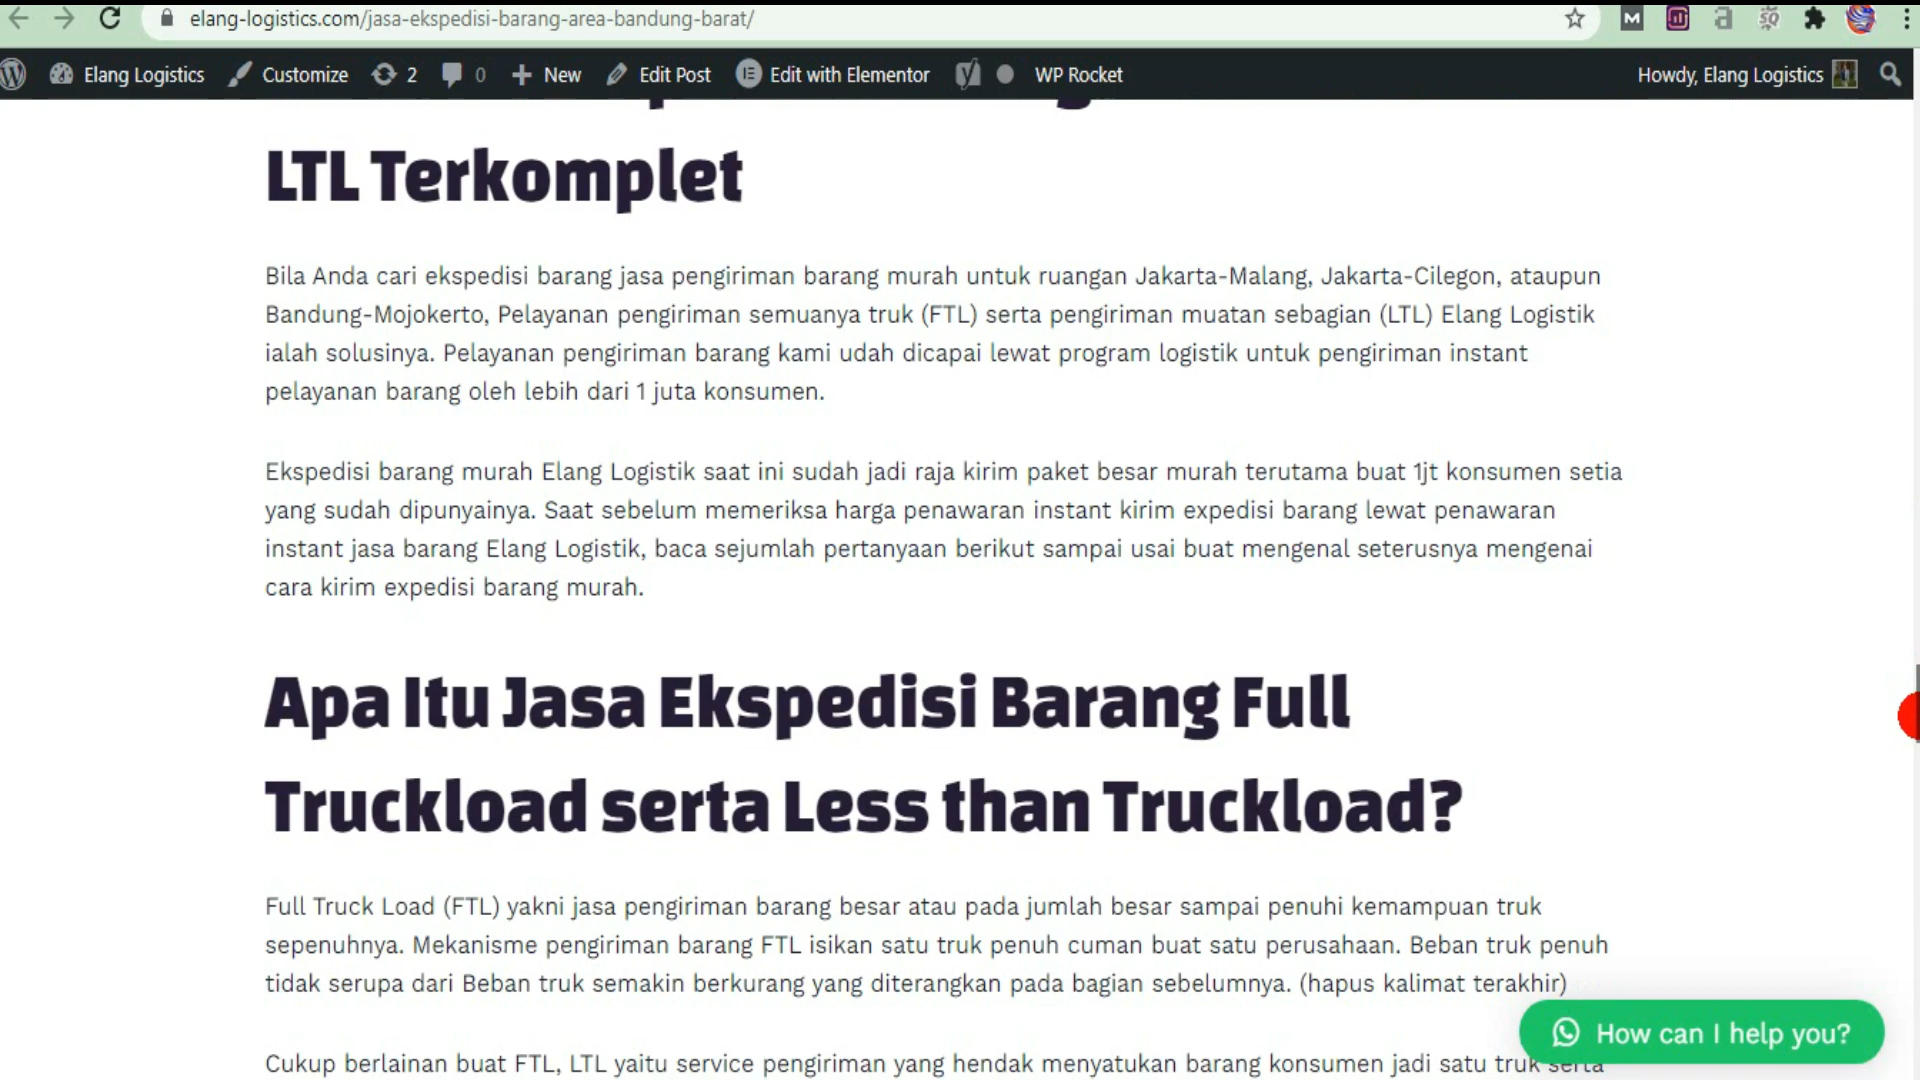 elang-logistics.com/jasa-ekspedisi-barang-area-bandung-barat/
Elang Logistics Customize 2 0 New Edit Post Edit with Elementor WP Rocket Howdy, Elang Logistics
LTL Terkomplet
Bila Anda cari ekspedisi barang jasa pengiriman barang murah untuk ruangan Jakarta-Malang, Jakarta-Cilegon, ataupun
Bandung-Mojokerto, Pelayanan pengiriman semuanya truk (FTL) serta pengiriman muatan sebagian (LTL) Elang Logistik
ialah solusinya. Pelayanan pengiriman barang kami udah dicapai lewat program logistik untuk pengiriman instant
pelayanan barang oleh lebih dari 1 juta konsumen.
Ekspedisi barang murah Elang Logistik saat ini sudah jadi raja kirim paket besar murah terutama buat 1jt konsumen setia
yang sudah dipunyainya. Saat sebelum memeriksa harga penawaran instant kirim expedisi barang lewat penawaran
instant jasa barang Elang Logistik, baca sejumlah pertanyaan berikut sampai usai buat mengenal seterusnya mengenai
cara kirim expedisi barang murah.
Apa Itu Jasa Ekspedisi Barang Full
Truckload serta Less than Truckload?
Full Truck Load (FTL) yakni jasa pengiriman barang besar atau pada jumlah besar sampai penuhi kemampuan truk
sepenuhnya. Mekanisme pengiriman barang FTL isikan satu truk penuh cuman buat satu perusahaan. Beban truk penuh
tidak serupa dari Beban truk semakin berkurang yang diterangkan pada bagian sebelumnya. (hapus kalimat terakhir)
How can I help you?
Cukup berlainan buat FTL, LTL yaitu service pengiriman yang hendak menyatukan barang konsumen jadi satu truk serta